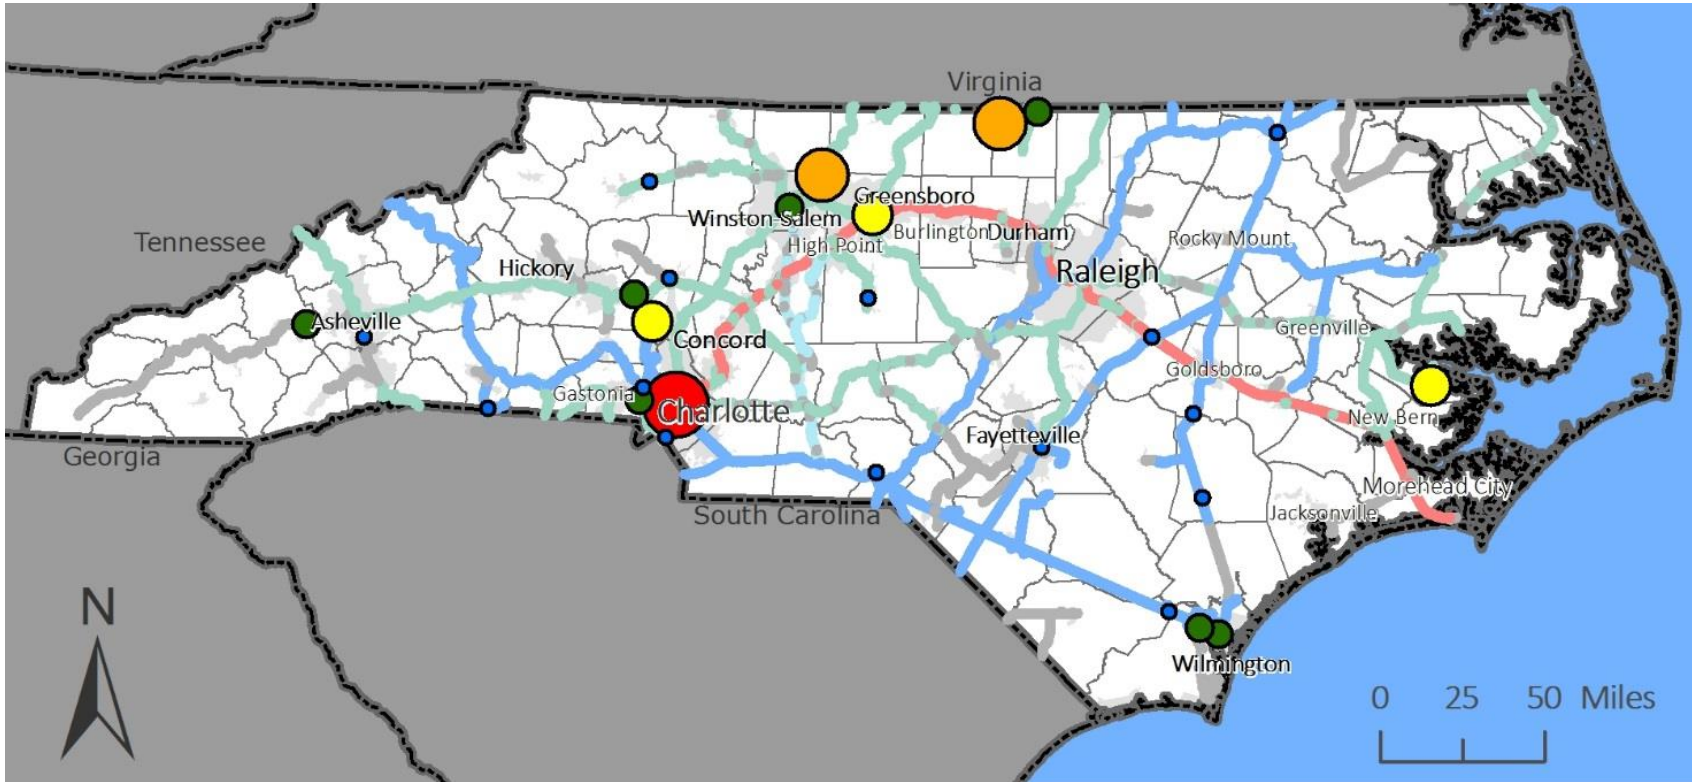 Virginia
Greensboro
Winston-Salem
Burlington
Durham
High Point
Rocky Mount
Tennessee
Hickory
Raleigh
Asheville
Greenville
Concord
Goldsboro
Gastonia
Charlotte
New Bern
Fayetteville
Georgia
Morehead City
South Carolina
Jacksonville
N
Wilmington
0 25 50 Miles